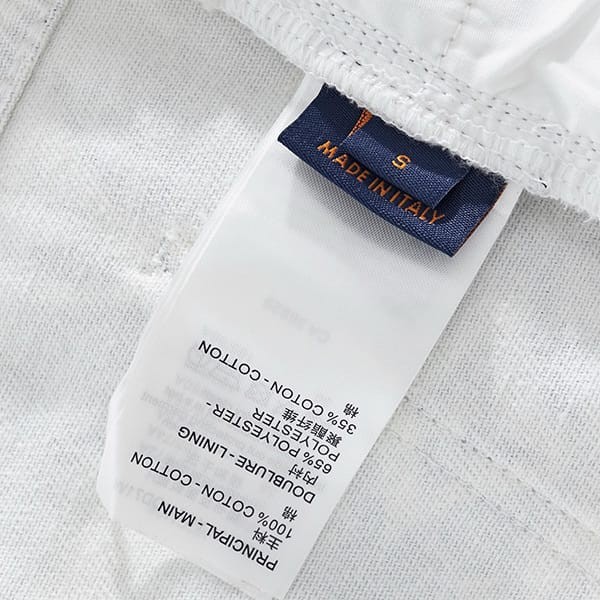 S
MADE IN ITALY
PRINCIPAL - MAIN
主料
100% COTON - COTTON
棉
DOUBLURE - LINING
内衬
65% POLYESTER -
POLYESTER
聚酯纤维
35% COTON - COTTON
棉